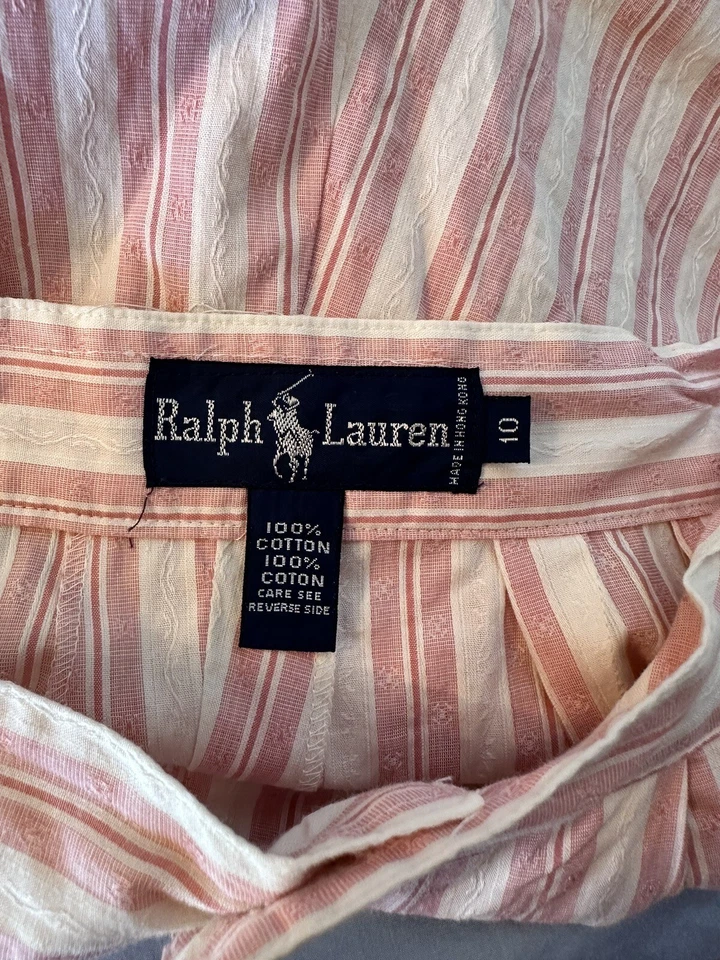 Ralph Lauren
MADE IN HONG KONG
10
100%
COTTON
100%
COTON
CARE SEE
REVERSE SIDE